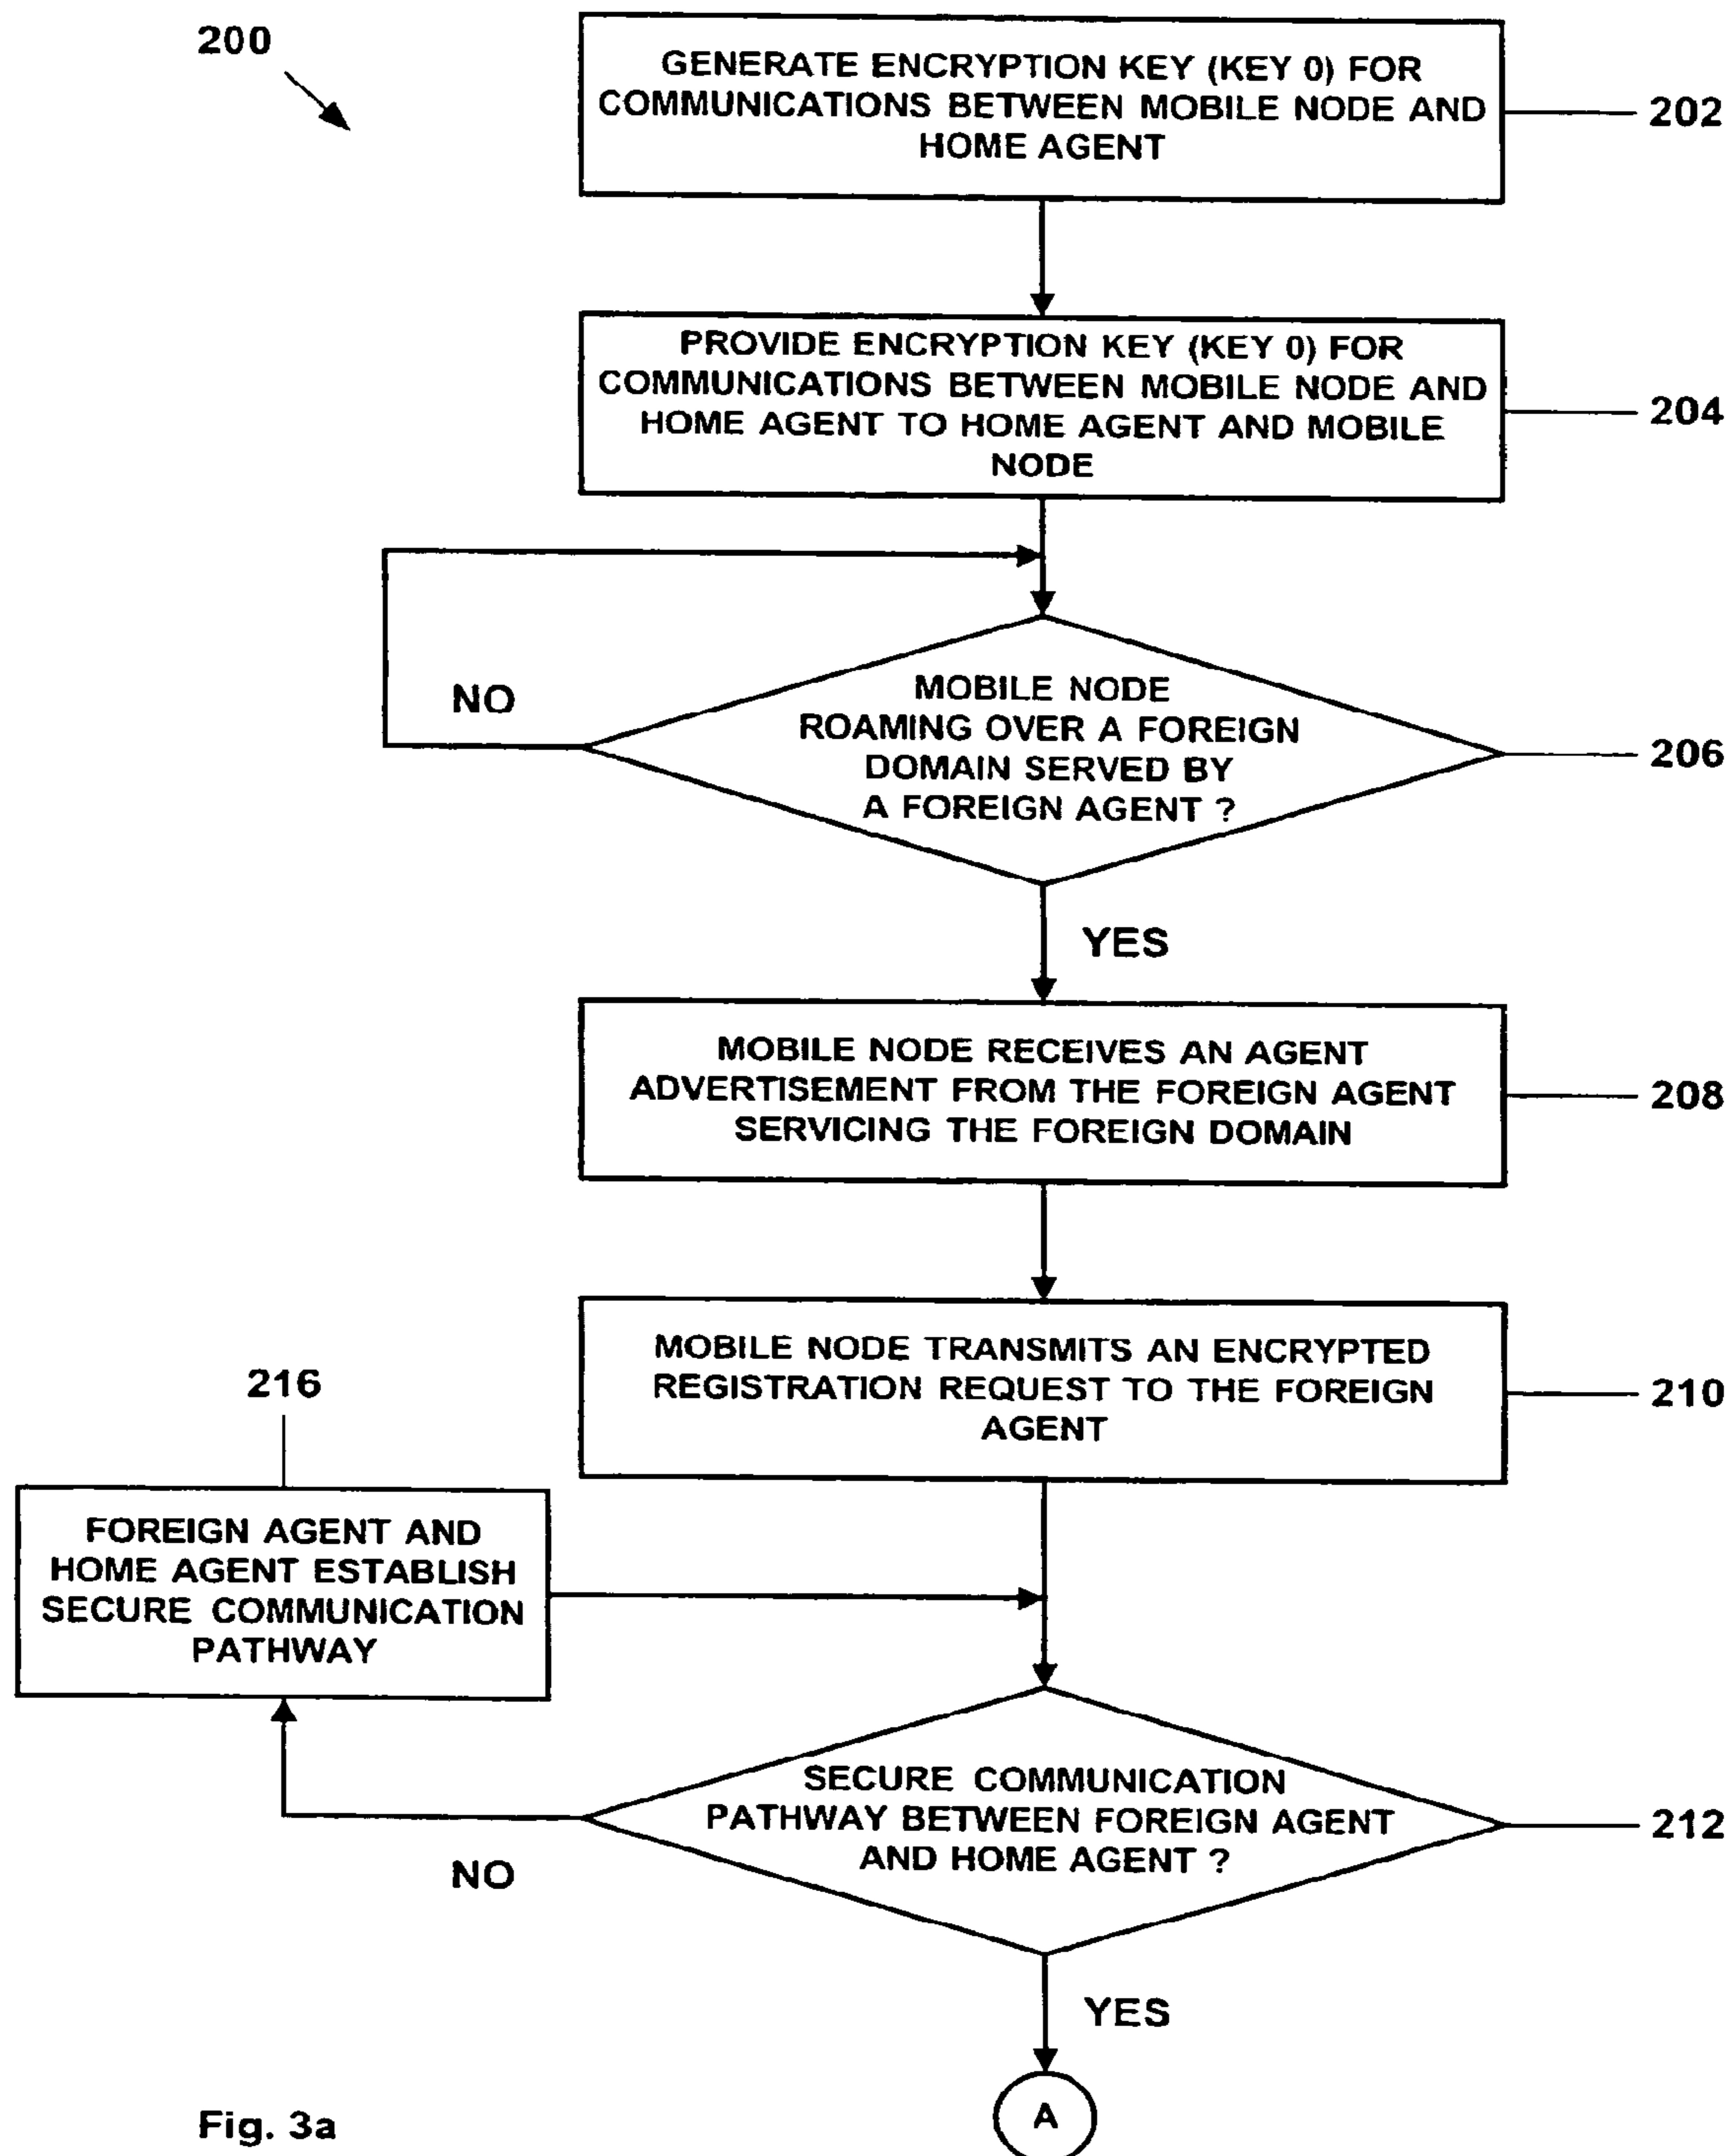 200
GENERATE ENCRYPTION KEY (KEY 0) FOR
COMMUNICATIONS BETWEEN MOBILE NODE AND
HOME AGENT
202
PROVIDE ENCRYPTION KEY (KEY 0) FOR
COMMUNICATIONS BETWEEN MOBILE NODE AND
HOME AGENT TO HOME AGENT AND MOBILE
NODE
204
NO
MOBILE NODE
ROAMING OVER A FOREIGN
DOMAIN SERVED BY
A FOREIGN AGENT ?
206
YES
MOBILE NODE RECEIVES AN AGENT
ADVERTISEMENT FROM THE FOREIGN AGENT
SERVICING THE FOREIGN DOMAIN
208
MOBILE NODE TRANSMITS AN ENCRYPTED
REGISTRATION REQUEST TO THE FOREIGN
AGENT
210
216
FOREIGN AGENT AND
HOME AGENT ESTABLISH
SECURE COMMUNICATION
PATHWAY
SECURE COMMUNICATION
PATHWAY BETWEEN FOREIGN AGENT
AND HOME AGENT ?
212
NO
YES
A
Fig. 3a